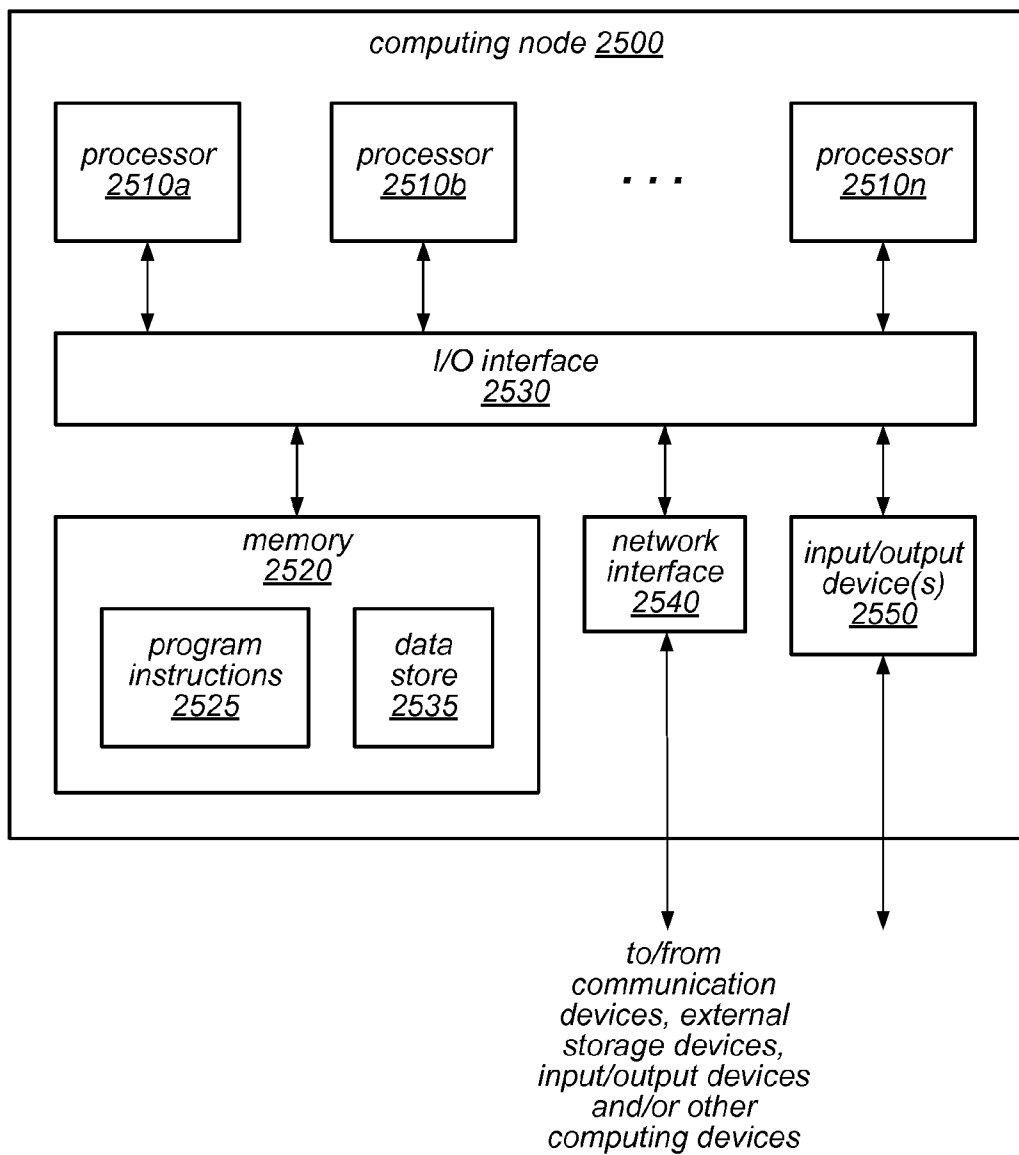 computing node 2500
processor
2510a
processor
2510b
. . .
processor
2510n
I/O interface
2530
memory
2520
program
instructions
2525
data
store
2535
network
interface
2540
input/output
device(s)
2550
to/from
communication
devices, external
storage devices,
input/output devices
and/or other
computing devices